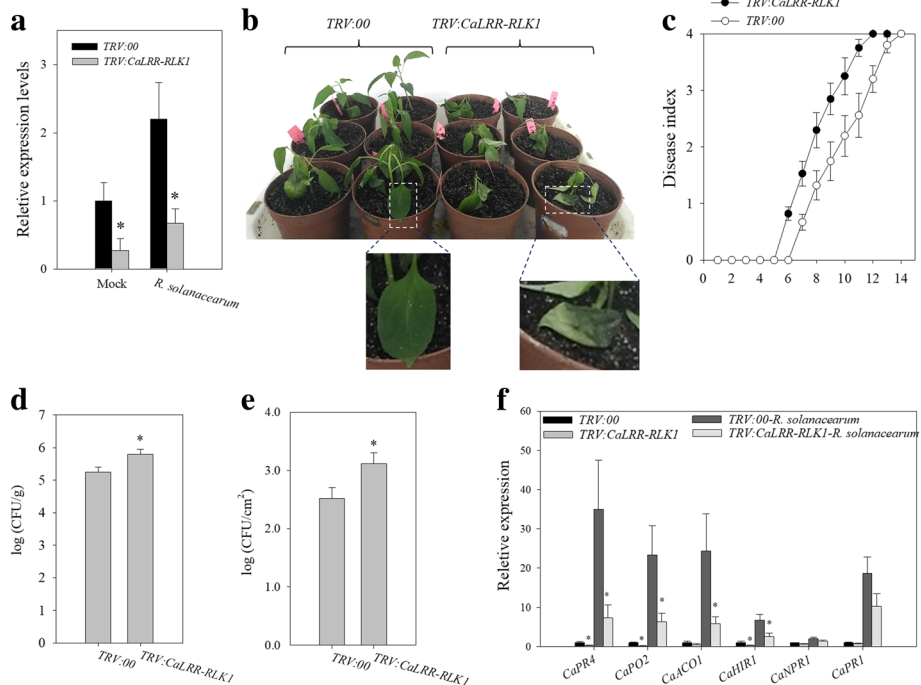 a
TRV:00
TRV:CaLRR-RLK1
Reletive expression levels
3
2
1
0
Mock
R. solanacearum
*
*
b
TRV:00
TRV:CaLRR-RLK1
c
TRV:CaLRR-RLK1
TRV:00
Disease index
4
3
2
1
0
0 2 4 6 8 10 12 14
d
log (CFU/g)
7
6
5
4
3
2
1
0
*
TRV:00
TRV:CaLRR-RLK1
e
log (CFU/cm²)
4.0
3.0
2.0
1.0
0.0
*
TRV:00
TRV:CaLRR-RLK1
f
TRV:00
TRV:00-R. solanacearum
TRV:CaLRR-RLK1
TRV:CaLRR-RLK1-R. solanacearum
Reletive expression
60
50
40
30
20
10
0
* * * * * * *
CaPR4
CaPO2
CaACO1
CaHIR1
CaNPR1
CaPR1